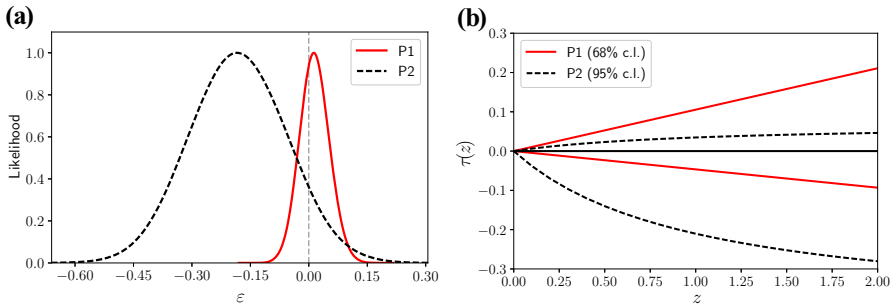 (a)
Likelihood
1.0
0.8
0.6
0.4
0.2
0.0
P1
P2
−0.60 −0.45 −0.30 −0.15 0.00 0.15 0.30
ε
(b)
τ(z)
0.3
0.2
0.1
0.0
−0.1
−0.2
−0.3
P1 (68% c.l.)
P2 (95% c.l.)
0.00 0.25 0.50 0.75 1.00 1.25 1.50 1.75 2.00
z